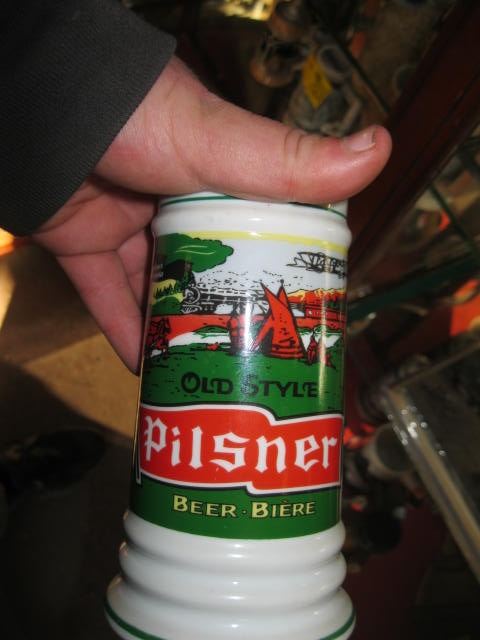 OLD STYLE
Pilsner
BEER · BIÈRE